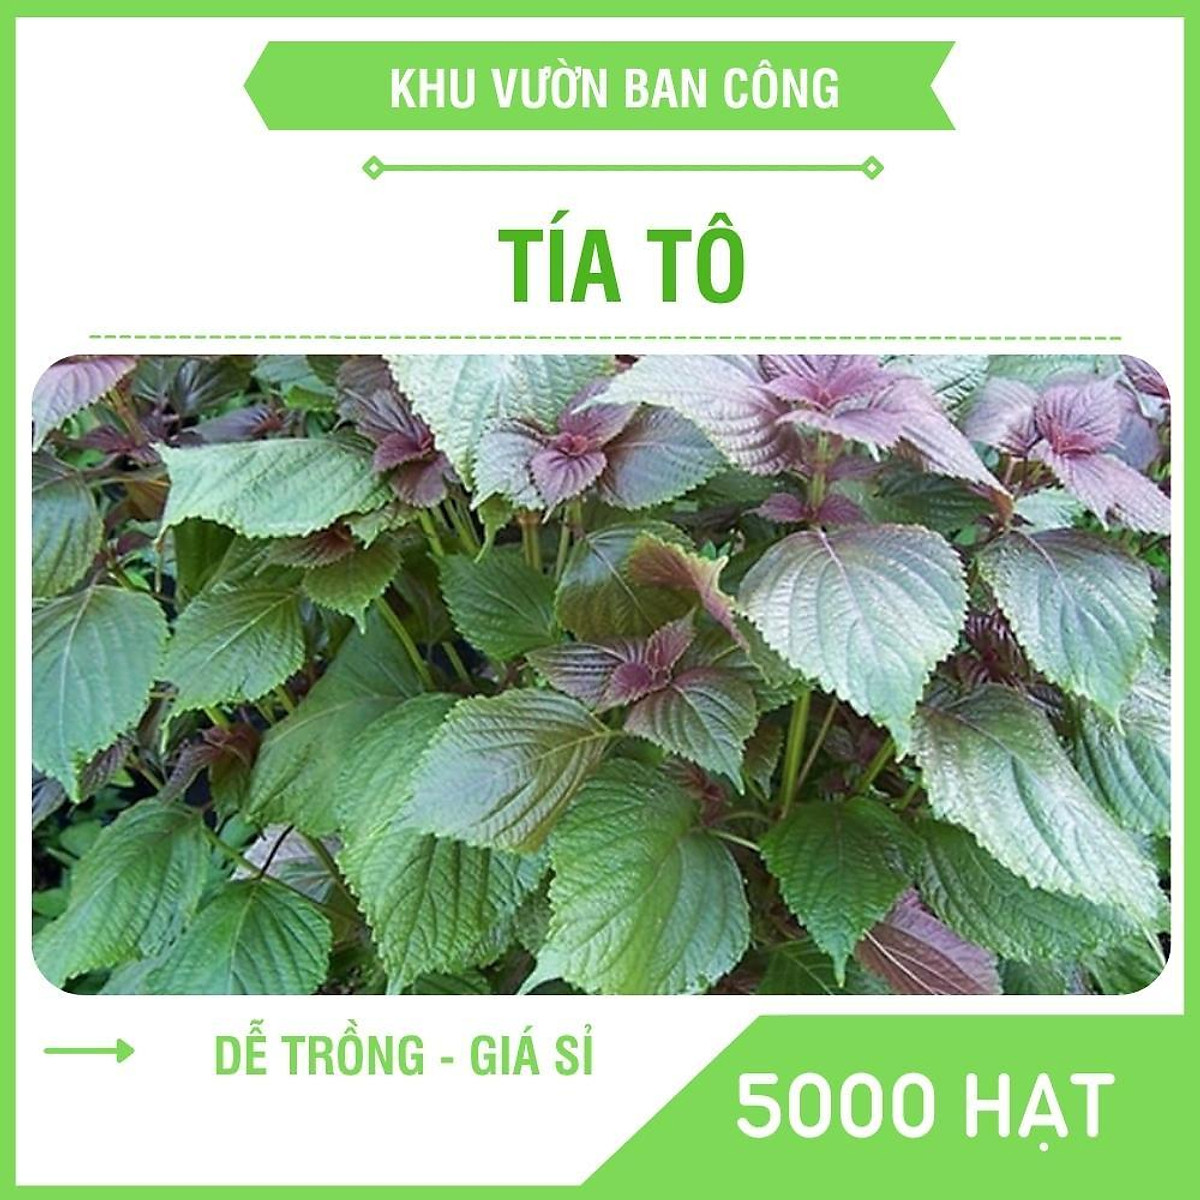 KHU VƯỜN BAN CÔNG
TÍA TÔ
DỄ TRỒNG - GIÁ SỈ
5000 HẠT